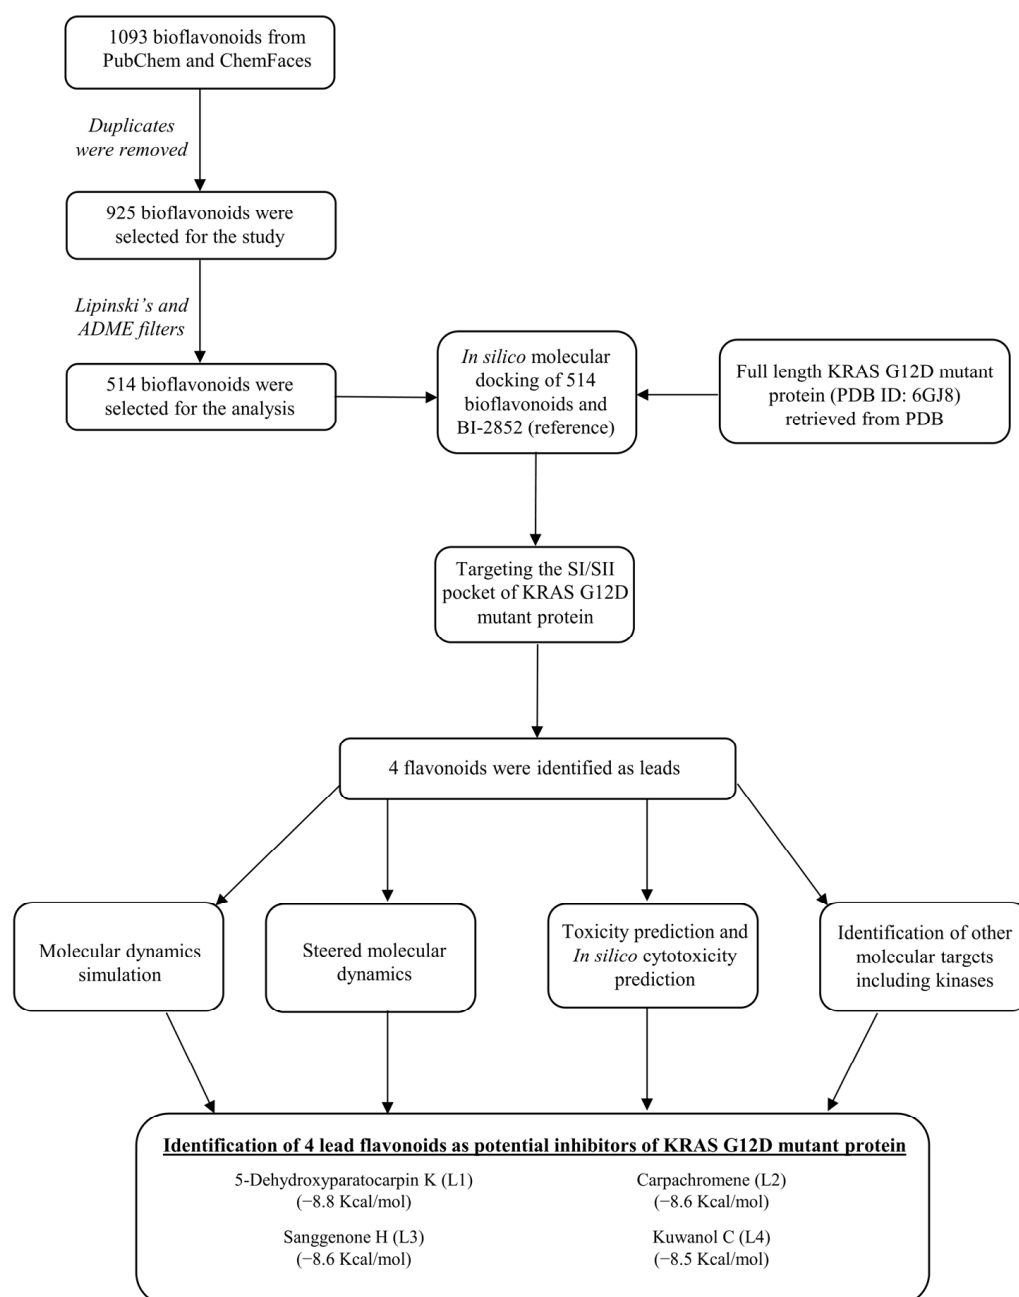 1093 bioflavonoids from
PubChem and ChemFaces
Duplicates
were removed
925 bioflavonoids were
selected for the study
Lipinski’s and
ADME filters
514 bioflavonoids were
selected for the analysis
In silico molecular
docking of 514
bioflavonoids and
BI-2852 (reference)
Full length KRAS G12D mutant
protein (PDB ID: 6GJ8)
retrieved from PDB
Targeting the SI/SII
pocket of KRAS G12D
mutant protein
4 flavonoids were identified as leads
Molecular dynamics
simulation
Steered molecular
dynamics
Toxicity prediction and
In silico cytotoxicity
prediction
Identification of other
molecular targets
including kinases
Identification of 4 lead flavonoids as potential inhibitors of KRAS G12D mutant protein
5-Dehydroxyparatocarpin K (L1)
(−8.8 Kcal/mol)
Carpachromene (L2)
(−8.6 Kcal/mol)
Sanggenone H (L3)
(−8.6 Kcal/mol)
Kuwanol C (L4)
(−8.5 Kcal/mol)